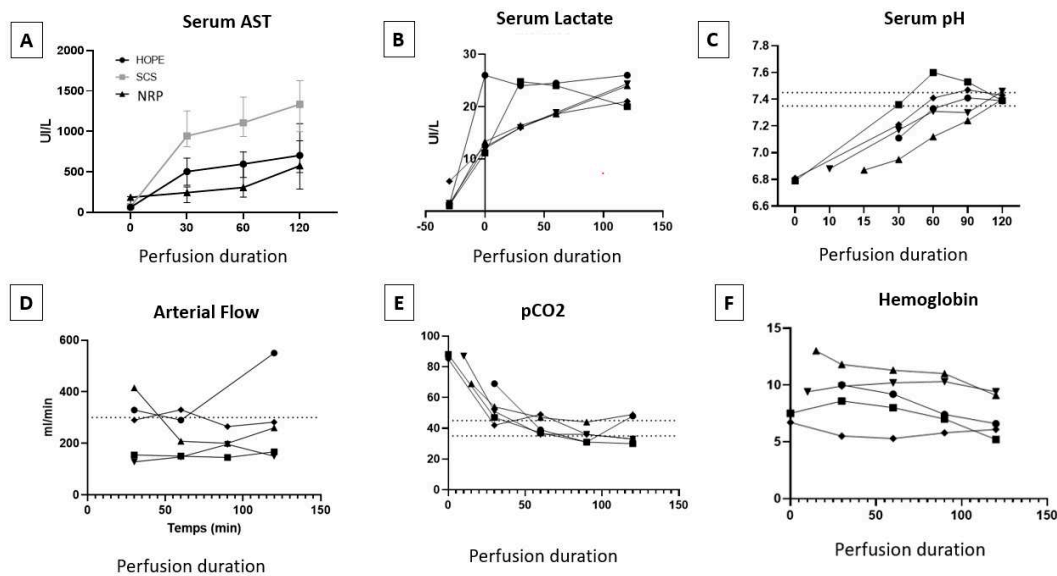 A
Serum AST
2000
1500
1000
500
0
UI/L
HOPE
SCS
NRP
0 30 60 120
Perfusion duration
B
Serum Lactate
30
20
10
UI/L
-50 0 50 100 150
Perfusion duration
C
Serum pH
7.8
7.6
7.4
7.2
7.0
6.8
6.6
0 10 15 30 60 90 120
Perfusion duration
D
Arterial Flow
600
400
200
0
ml/min
0 50 100 150
Temps (min)
Perfusion duration
E
pCO2
100
80
60
40
20
0
0 50 100 150
Perfusion duration
F
Hemoglobin
15
10
5
0
0 50 100 150
Perfusion duration